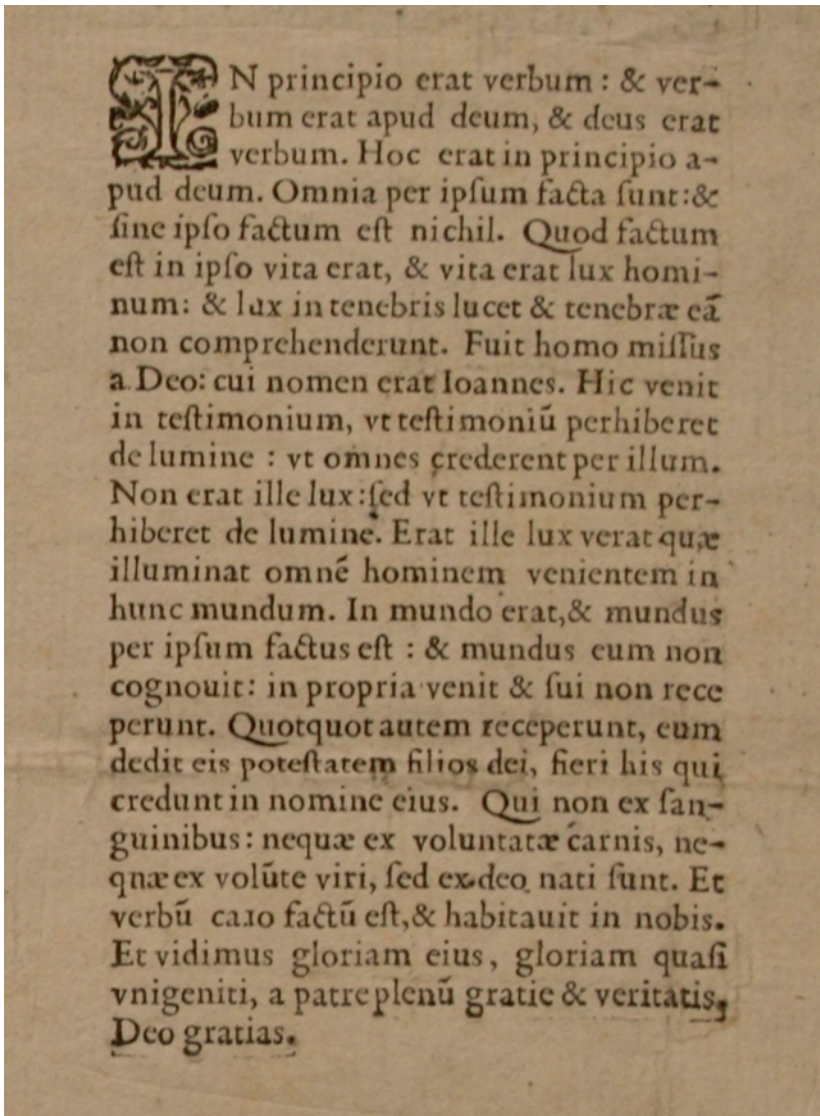 IN principio erat verbum : & ver-
bum erat apud deum, & deus erat
verbum. Hoc erat in principio a-
pud deum. Omnia per ipſum facta ſunt:&
ſine ipſo factum eſt nichil. Quod factum
eſt in ipſo vita erat, & vita erat lux homi-
num: & lux in tenebris lucet & tenebræ eā
non comprehenderunt. Fuit homo miſſus
a Deo: cui nomen erat Ioannes. Hic venit
in teſtimonium, vt teſtimoniū perhiberet
de lumine : vt omnes crederent per illum.
Non erat ille lux:ſed vt teſtimonium per-
hiberet de lumine. Erat ille lux verat quæ
illuminat omnē hominem venientem in
hunc mundum. In mundo erat,& mundus
per ipſum factus eſt : & mundus eum non
cognouit: in propria venit & ſui non rece
perunt. Quotquot autem receperunt, eum
dedit eis poteſtatem filios dei, fieri his qui
credunt in nomine eius. Qui non ex ſan-
guinibus: nequæ ex voluntatæ carnis, ne-
quæ ex volūte viri, ſed ex deo nati ſunt. Et
verbū caro factū eſt,& habitauit in nobis.
Et vidimus gloriam eius, gloriam quaſi
vnigeniti, a patre plenū gratie & veritatis,
Deo gratias.